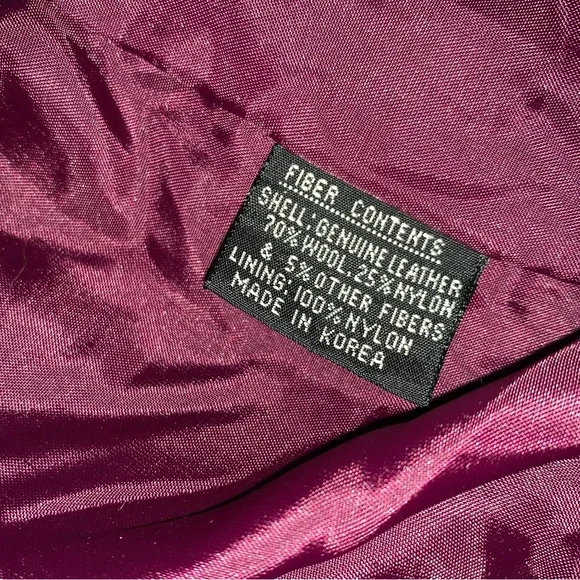 FIBER CONTENTS
SHELL: GENUINE LEATHER
70% WOOL: 25% NYLON
& 5% OTHER FIBERS
LINING: 100% NYLON
MADE IN KOREA